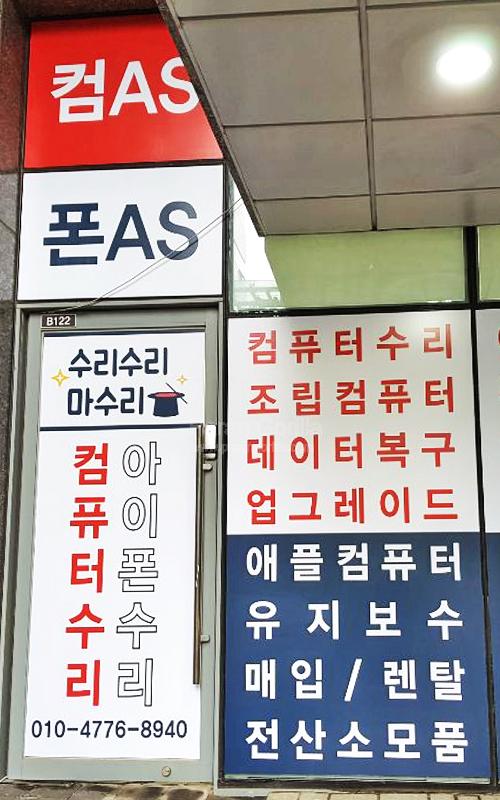 컴AS
폰AS
B122
수리수리
마수리
컴퓨터수리
아이폰수리
010-4776-8940
컴퓨터수리
조립컴퓨터
데이터복구
업그레이드
애플컴퓨터
유지보수
매입/렌탈
전산소모품